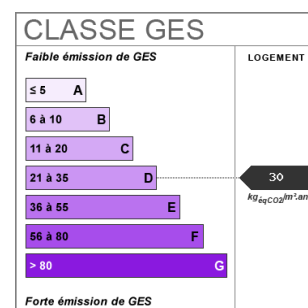 CLASSE GES
Faible émission de GES
LOGEMENT
≤ 5 A
6 à 10 B
11 à 20 C
21 à 35 D
30
kgéqCO2/m².an
36 à 55 E
56 à 80 F
> 80 G
Forte émission de GES